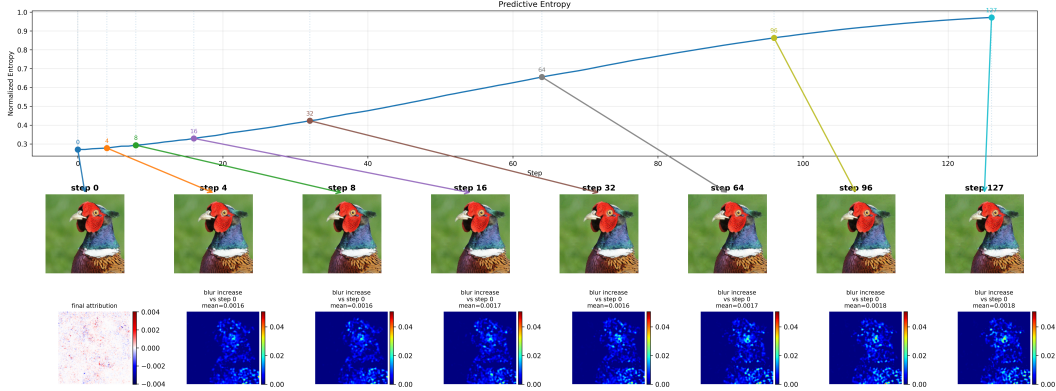 Predictive Entropy
1.0
0.9
0.8
0.7
0.6
0.5
0.4
0.3
Normalized Entropy
0
4
8
16
32
64
96
127
0
20
40
60
80
100
120
Step
step 0
step 4
step 8
step 16
step 32
step 64
step 96
step 127
final attribution
0.004
0.002
0.000
−0.002
−0.004
blur increase
vs step 0
mean=0.0016
0.04
0.02
0.00
blur increase
vs step 0
mean=0.0016
0.04
0.02
0.00
blur increase
vs step 0
mean=0.0017
0.04
0.02
0.00
blur increase
vs step 0
mean=0.0016
0.04
0.02
0.00
blur increase
vs step 0
mean=0.0017
0.04
0.02
0.00
blur increase
vs step 0
mean=0.0018
0.04
0.02
0.00
blur increase
vs step 0
mean=0.0018
0.04
0.02
0.00